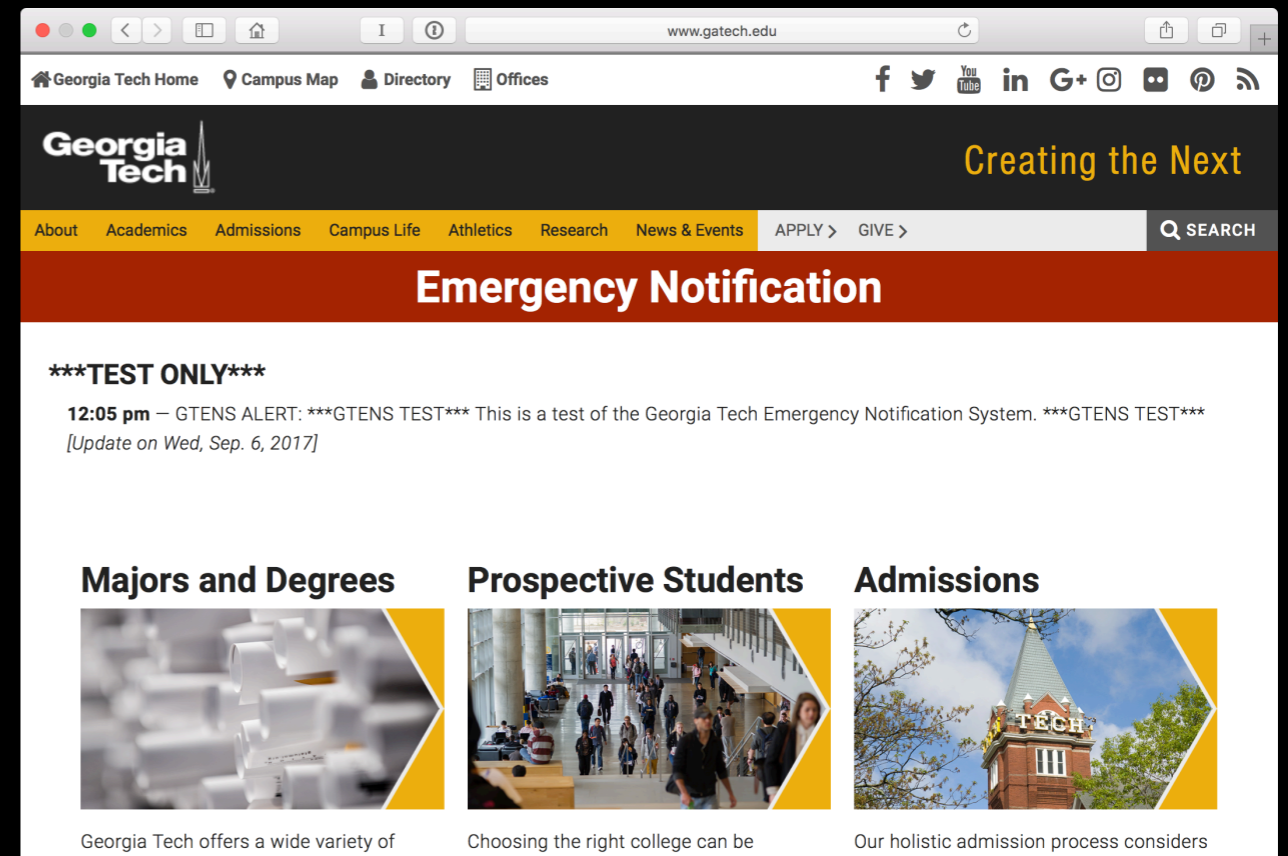 www.gatech.edu
Georgia Tech Home Campus Map Directory Offices
You Tube in G+
Georgia
Tech
Creating the Next
About Academics Admissions Campus Life Athletics Research News & Events APPLY GIVE SEARCH
Emergency Notification
***TEST ONLY***
12:05 pm — GTENS ALERT: ***GTENS TEST*** This is a test of the Georgia Tech Emergency Notification System. ***GTENS TEST***
[Update on Wed, Sep. 6, 2017]
Majors and Degrees Prospective Students Admissions
TECH
Georgia Tech offers a wide variety of Choosing the right college can be Our holistic admission process considers